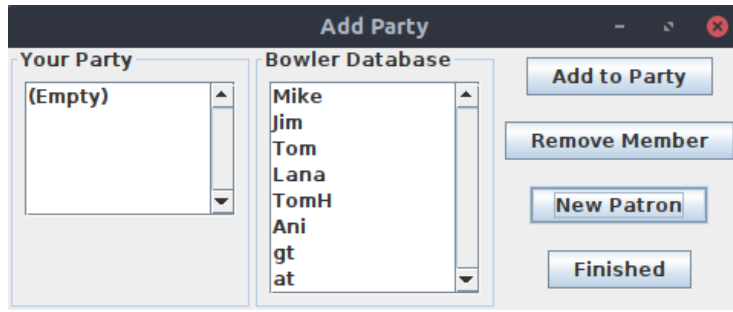 Add Party
Your Party
(Empty)
Bowler Database
Mike
Jim
Tom
Lana
TomH
Ani
gt
at
Add to Party
Remove Member
New Patron
Finished